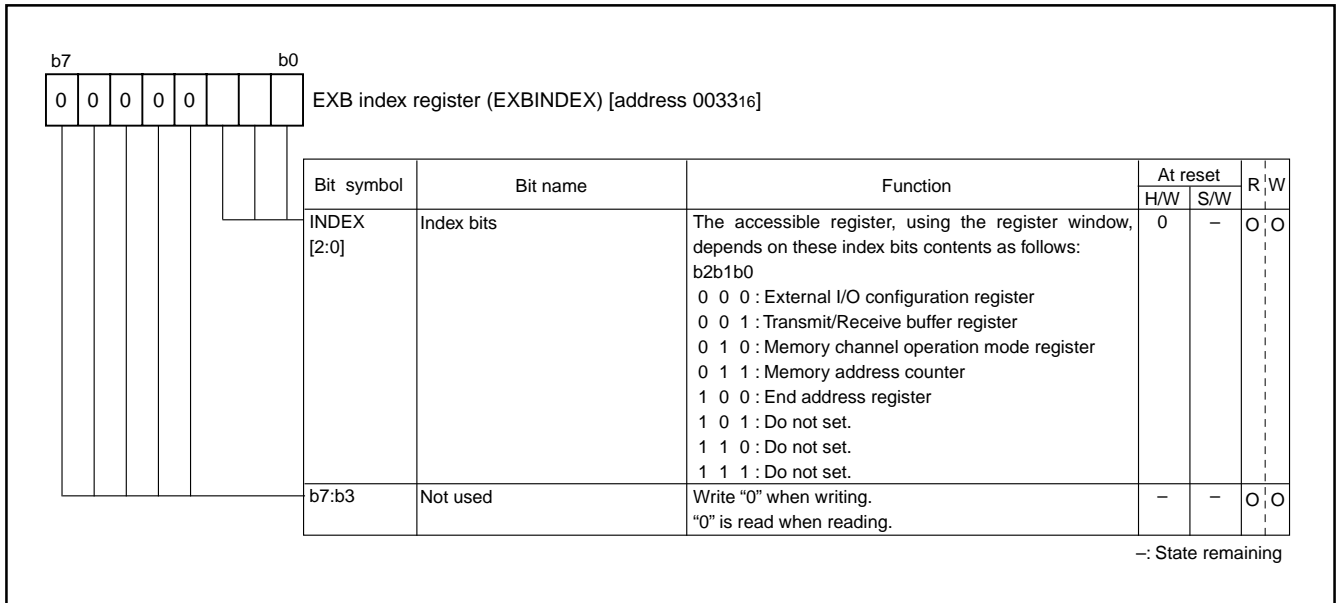 b7 b0
0 0 0 0 0 EXB index register (EXBINDEX) [address 003316]
Bit symbol Bit name Function At reset R W
H/W S/W
INDEX Index bits The accessible register, using the register window, 0 – O O
[2:0] depends on these index bits contents as follows:
b2b1b0
0 0 0 : External I/O configuration register
0 0 1 : Transmit/Receive buffer register
0 1 0 : Memory channel operation mode register
0 1 1 : Memory address counter
1 0 0 : End address register
1 0 1 : Do not set.
1 1 0 : Do not set.
1 1 1 : Do not set.
b7:b3 Not used Write “0” when writing. – – O O
“0” is read when reading.
–: State remaining